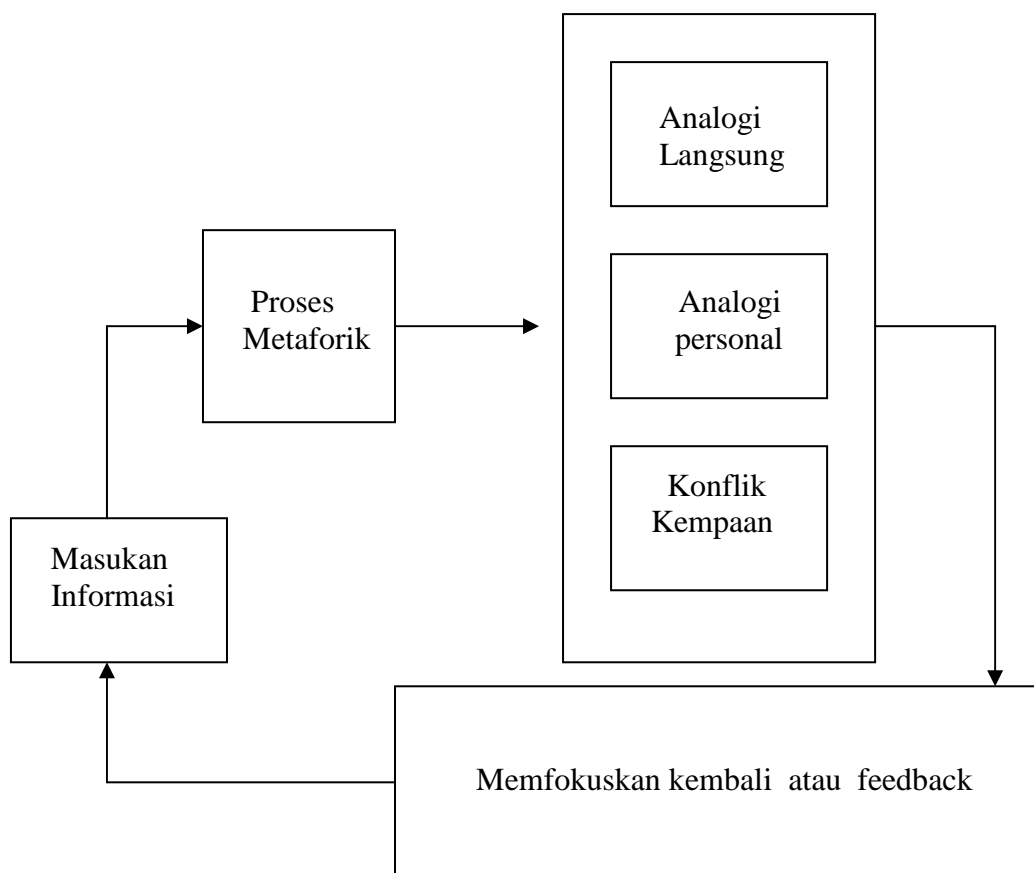 Analogi
Langsung
Proses
Metaforik
Analogi
personal
Konflik
Kempaan
Masukan
Informasi
Memfokuskan kembali atau feedback